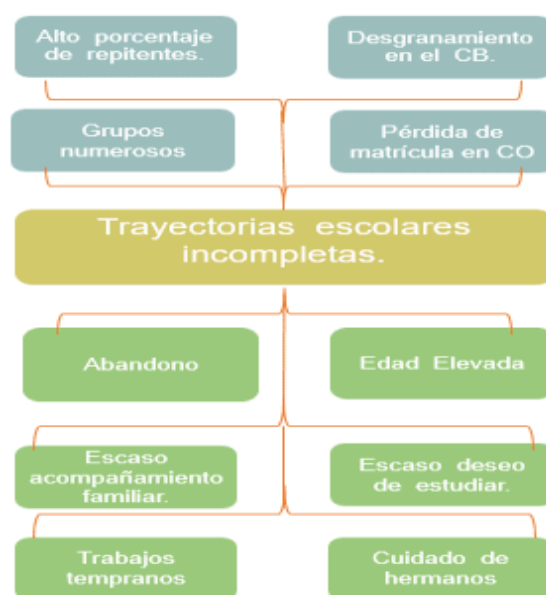 Alto porcentaje
de repitentes.
Desgranamiento
en el CB.
Grupos
numerosos
Pérdida de
matrícula en CO
Trayectorias escolares
incompletas.
Abandono
Edad Elevada
Escaso
acompañamiento
familiar.
Escaso deseo
de estudiar.
Trabajos
tempranos
Cuidado de
hermanos